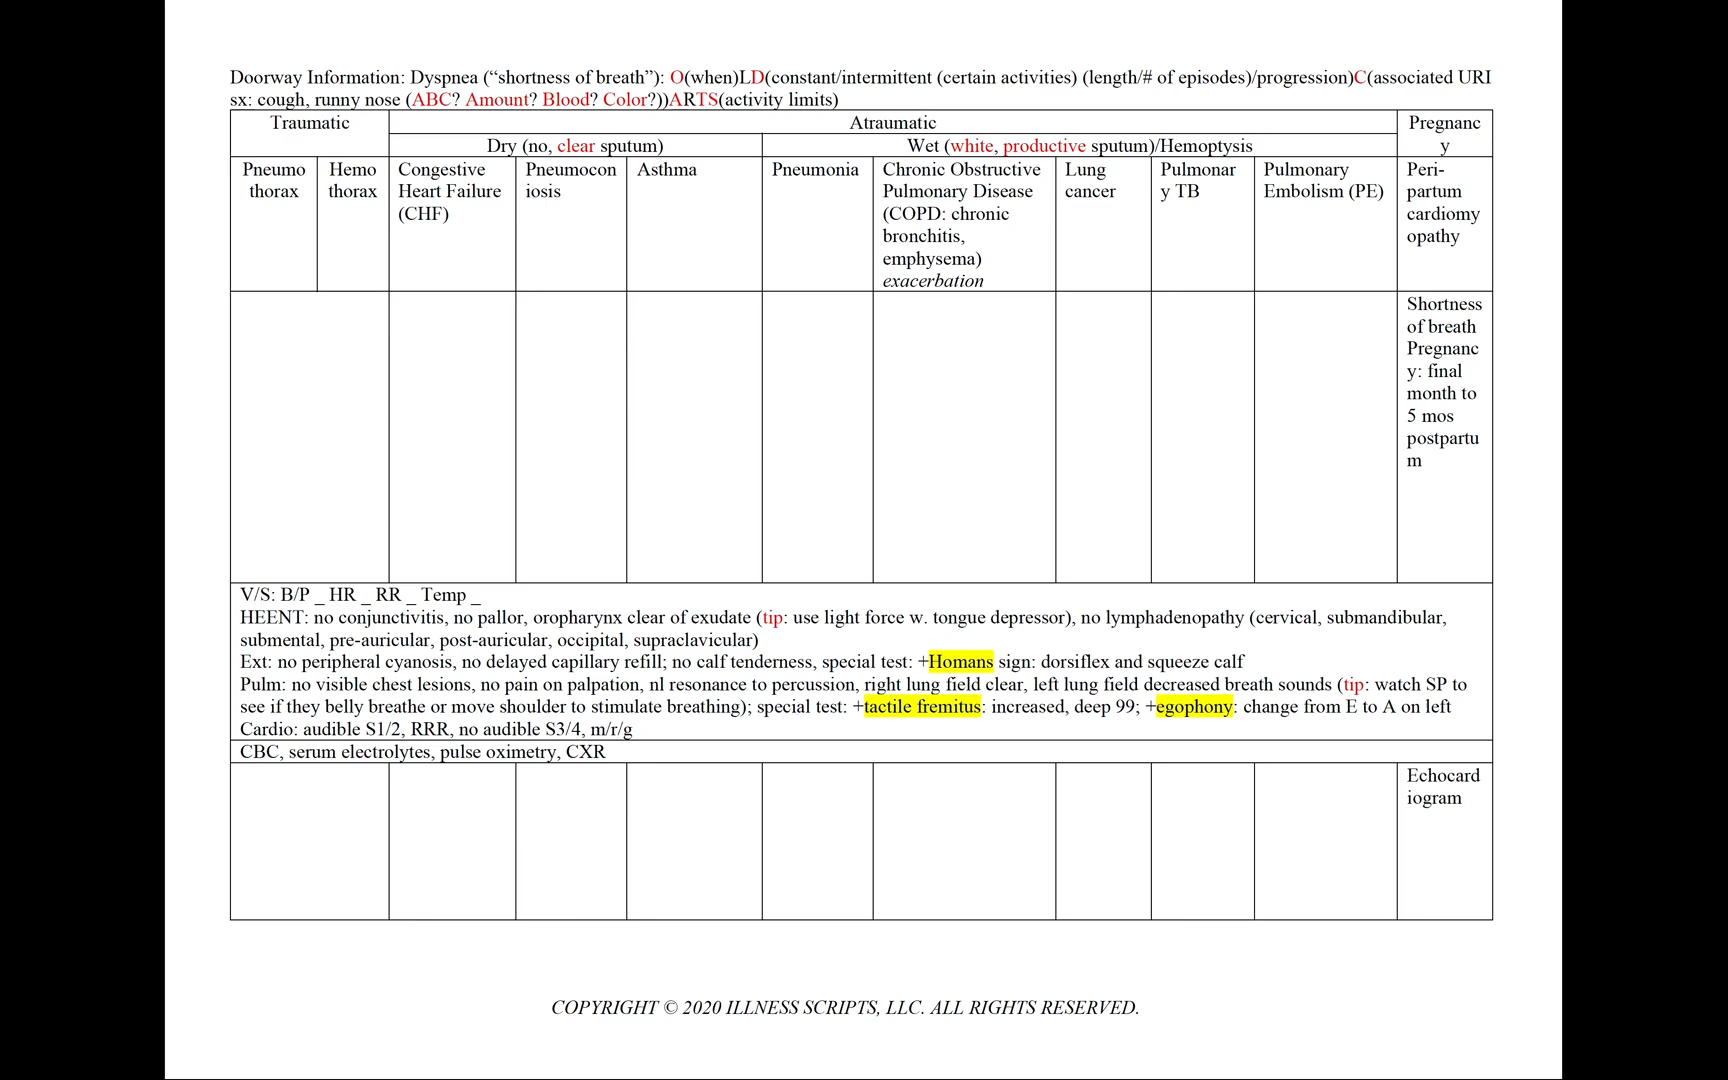 Doorway Information: Dyspnea (“shortness of breath”): O(when)LD(constant/intermittent (certain activities) (length/# of episodes)/progression)C(associated URI
sx: cough, runny nose (ABC? Amount? Blood? Color?))ARTS(activity limits)
Traumatic
Atraumatic
Pregnanc
y
Dry (no, clear sputum)
Wet (white, productive sputum)/Hemoptysis
Pneumo
thorax
Hemo
thorax
Congestive
Heart Failure
(CHF)
Pneumocon
iosis
Asthma
Pneumonia
Chronic Obstructive
Pulmonary Disease
(COPD: chronic
bronchitis,
emphysema)
exacerbation
Lung
cancer
Pulmonar
y TB
Pulmonary
Embolism (PE)
Peri-
partum
cardiomy
opathy
Shortness
of breath
Pregnanc
y: final
month to
5 mos
postpartu
m
V/S: B/P _ HR _ RR _ Temp _
HEENT: no conjunctivitis, no pallor, oropharynx clear of exudate (tip: use light force w. tongue depressor), no lymphadenopathy (cervical, submandibular,
submental, pre-auricular, post-auricular, occipital, supraclavicular)
Ext: no peripheral cyanosis, no delayed capillary refill; no calf tenderness, special test: +Homans sign: dorsiflex and squeeze calf
Pulm: no visible chest lesions, no pain on palpation, nl resonance to percussion, right lung field clear, left lung field decreased breath sounds (tip: watch SP to
see if they belly breathe or move shoulder to stimulate breathing); special test: +tactile fremitus: increased, deep 99; +egophony: change from E to A on left
Cardio: audible S1/2, RRR, no audible S3/4, m/r/g
CBC, serum electrolytes, pulse oximetry, CXR
Echocard
iogram
COPYRIGHT © 2020 ILLNESS SCRIPTS, LLC. ALL RIGHTS RESERVED.